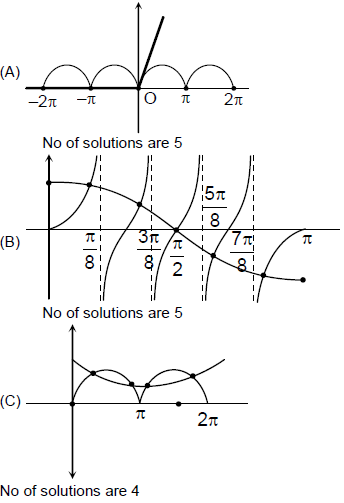 (A)
–2π –π O π 2π
No of solutions are 5
(B)
π/8 3π/8 π/2 5π/8 7π/8 π
No of solutions are 5
(C)
π 2π
No of solutions are 4